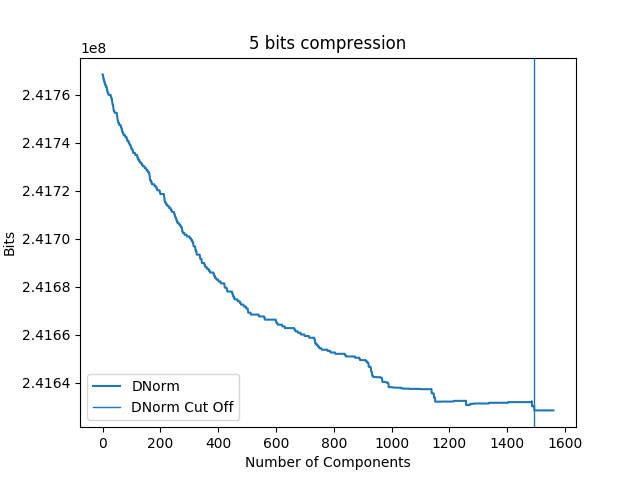 5 bits compression
1e8
2.4176
2.4174
2.4172
2.4170
2.4168
2.4166
2.4164
Bits
DNorm
DNorm Cut Off
0 200 400 600 800 1000 1200 1400 1600
Number of Components